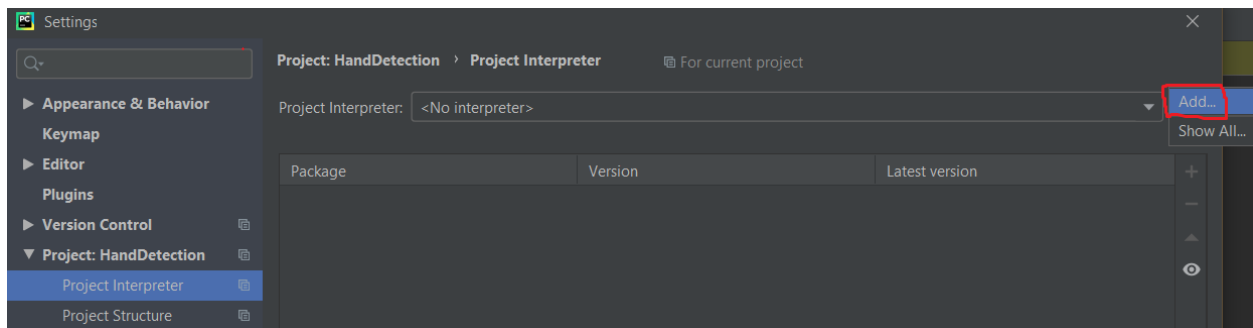 PC
Settings
Project: HandDetection › Project Interpreter For current project
Appearance & Behavior
Project Interpreter: <No interpreter> Add...
Keymap
Show All...
Editor
Package Version Latest version
Plugins
Version Control
Project: HandDetection
Project Interpreter
Project Structure